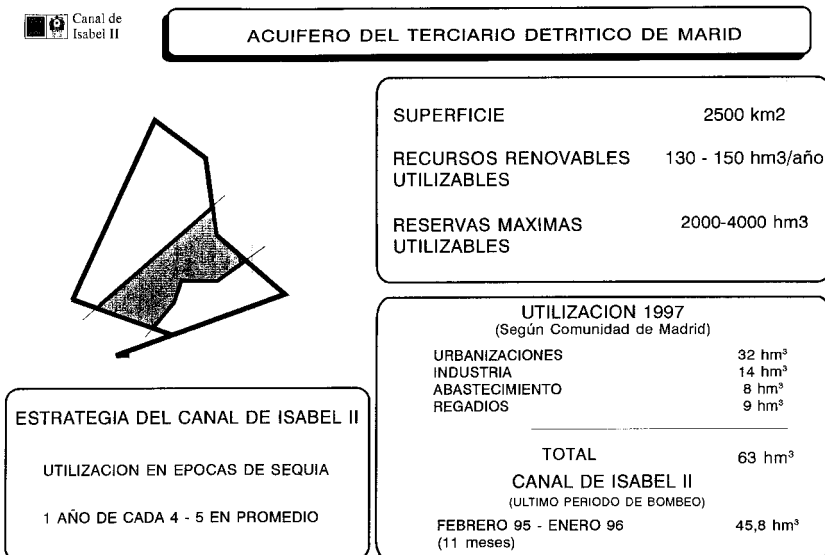 Canal de
Isabel II
ACUIFERO DEL TERCIARIO DETRITICO DE MARID
SUPERFICIE 2500 km2
RECURSOS RENOVABLES 130 - 150 hm3/año
UTILIZABLES
RESERVAS MAXIMAS 2000-4000 hm3
UTILIZABLES
UTILIZACION 1997
(Según Comunidad de Madrid)
URBANIZACIONES 32 hm³
INDUSTRIA 14 hm³
ABASTECIMIENTO 8 hm³
REGADIOS 9 hm³
TOTAL 63 hm³
CANAL DE ISABEL II
(ULTIMO PERIODO DE BOMBEO)
FEBRERO 95 - ENERO 96 45,8 hm³
(11 meses)
ESTRATEGIA DEL CANAL DE ISABEL II
UTILIZACION EN EPOCAS DE SEQUIA
1 AÑO DE CADA 4 - 5 EN PROMEDIO